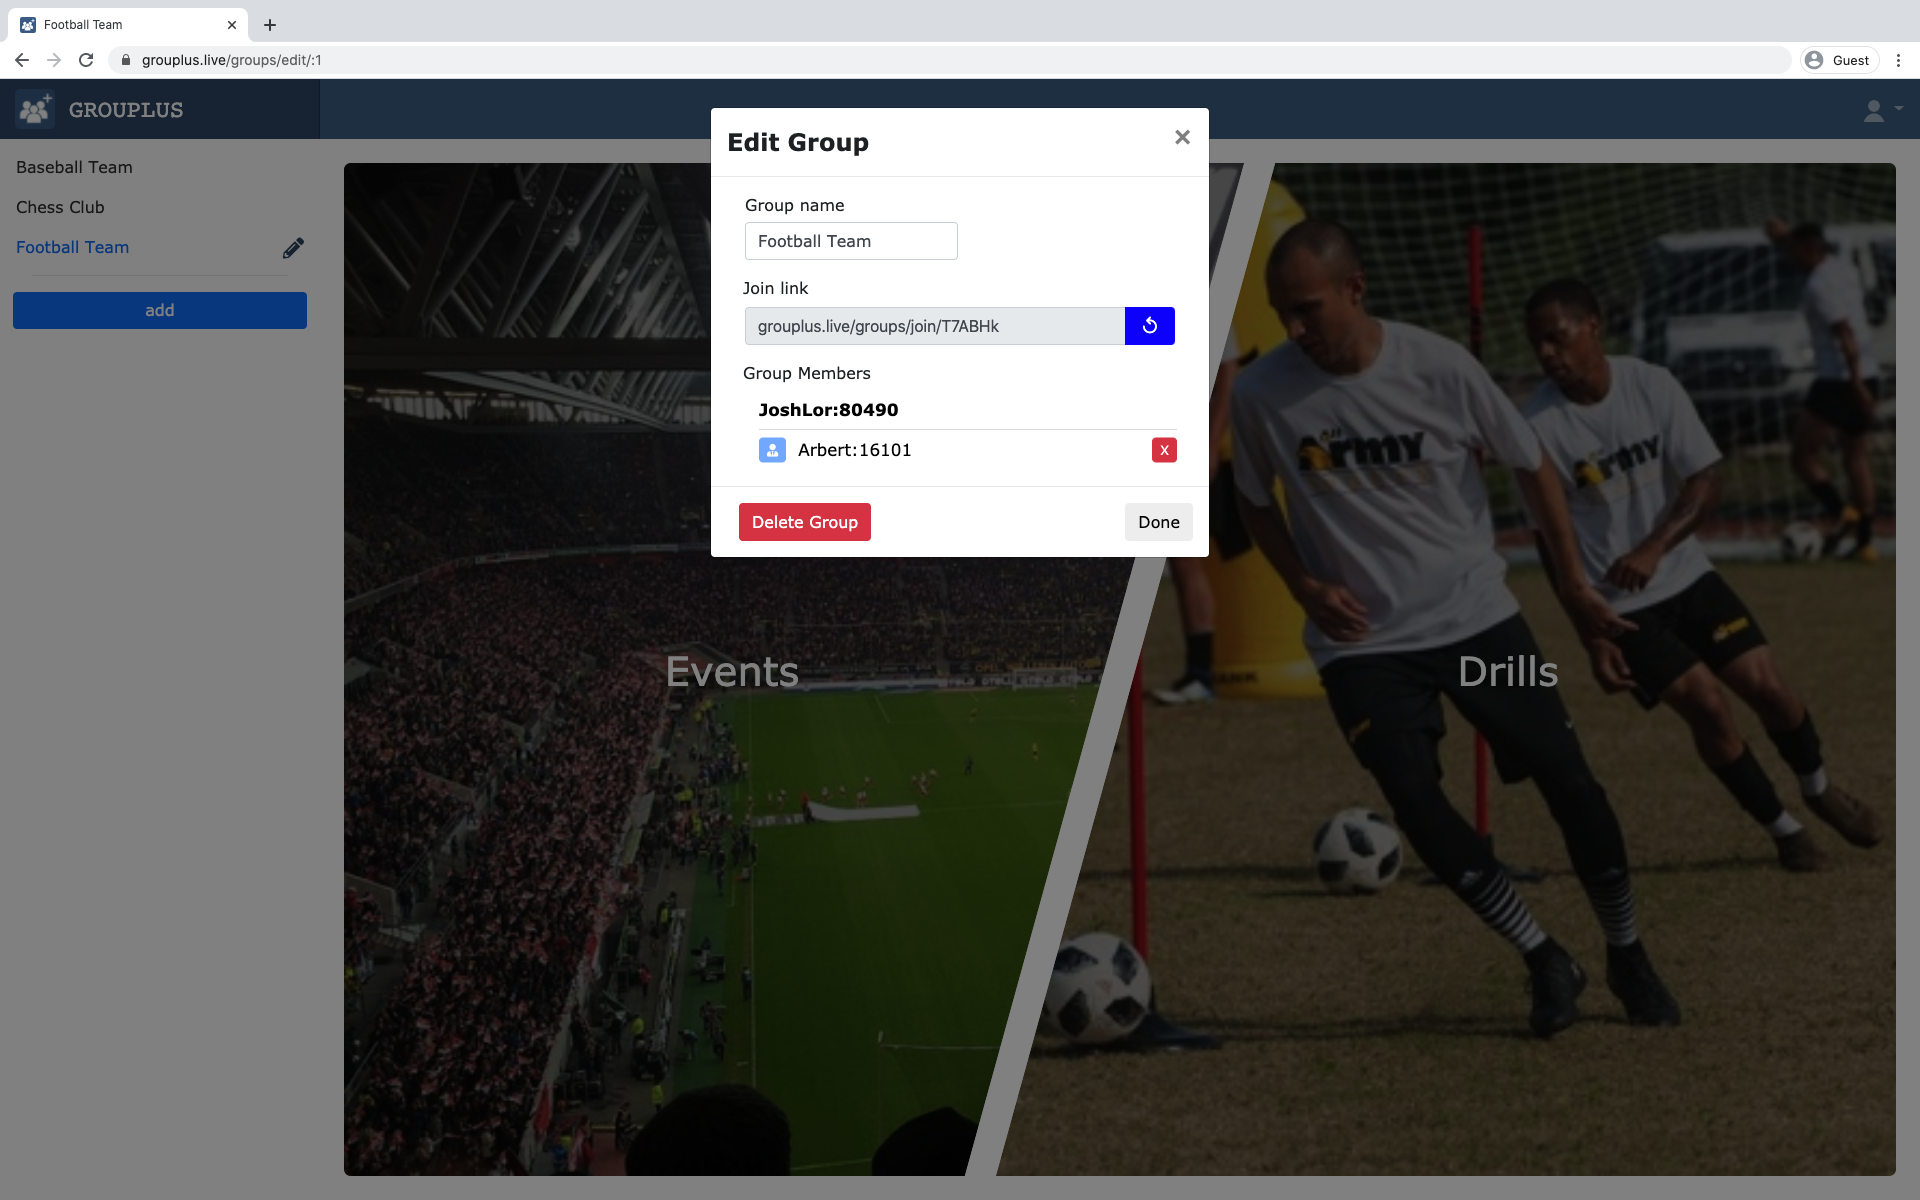 Football Team
grouplus.live/groups/edit/:1
Guest
GROUPLUS
Baseball Team
Chess Club
Football Team
add
Edit Group
Group name
Football Team
Join link
grouplus.live/groups/join/T7ABHk
Group Members
JoshLor:80490
Arbert:16101
X
Delete Group
Done
Events
Drills
Army
Army